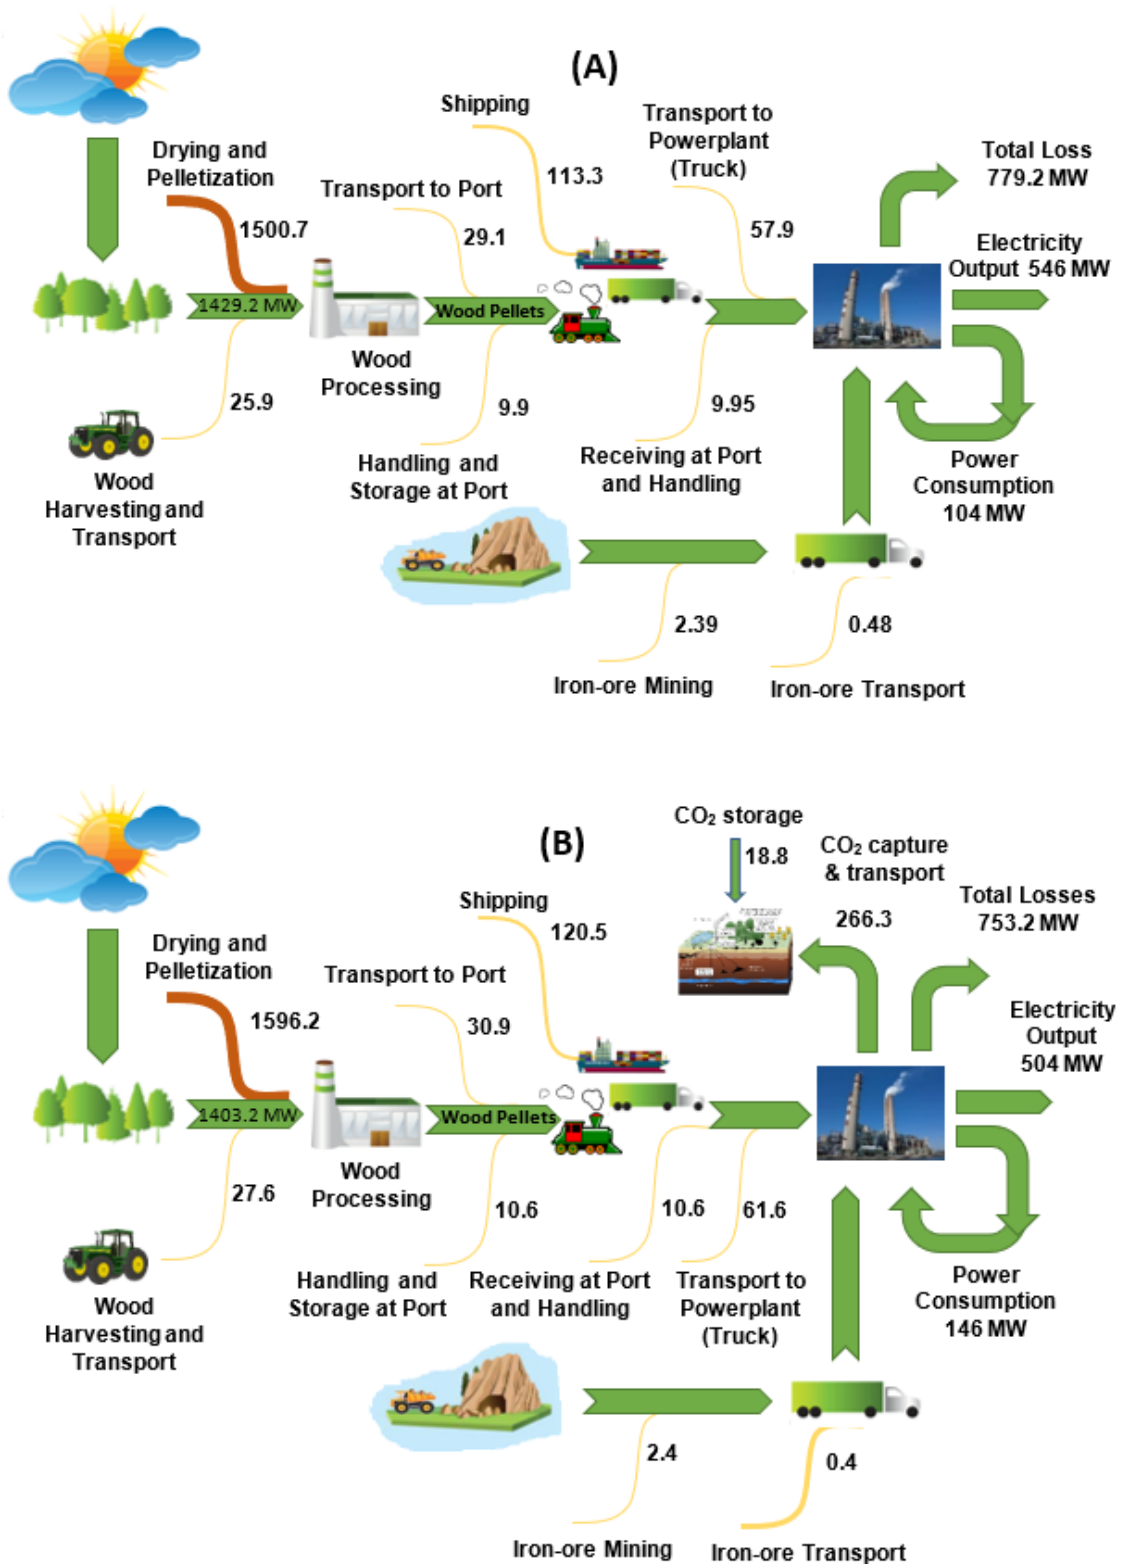 (A)
Shipping
Transport to
Powerplant
(Truck)
Total Loss
779.2 MW
Drying and
Pelletization
Transport to Port
113.3
1500.7
29.1
57.9
Electricity
Output 546 MW
1429.2 MW
Wood Pellets
Wood
Processing
25.9
9.9
9.95
Wood
Harvesting and
Transport
Handling and
Storage at Port
Receiving at Port
and Handling
Power
Consumption
104 MW
2.39
0.48
Iron-ore Mining
Iron-ore Transport
(B)
CO₂ storage
18.8
CO₂ capture
& transport
266.3
Total Losses
753.2 MW
Shipping
120.5
Drying and
Pelletization
Transport to Port
1596.2
30.9
Electricity
Output
504 MW
1403.2 MW
Wood Pellets
Wood
Processing
27.6
10.6
10.6
61.6
Wood
Harvesting and
Transport
Handling and
Storage at Port
Receiving at Port
and Handling
Transport to
Powerplant
(Truck)
Power
Consumption
146 MW
2.4
0.4
Iron-ore Mining
Iron-ore Transport